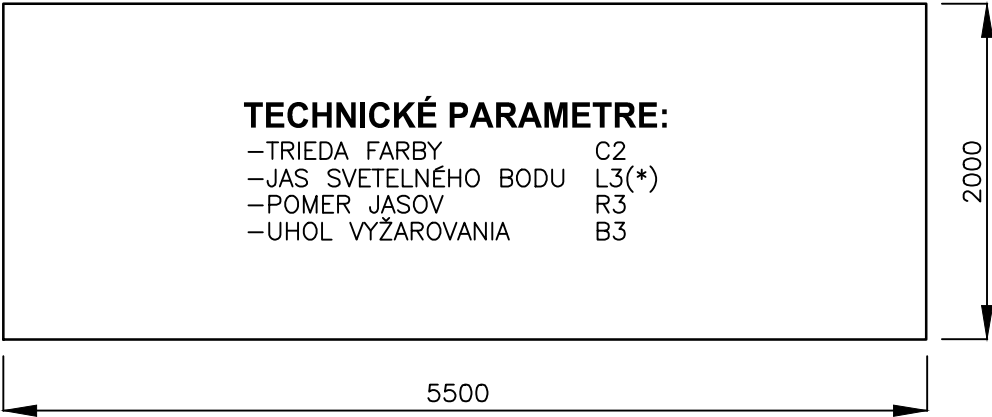 TECHNICKÉ PARAMETRE:
–TRIEDA FARBY C2
–JAS SVETELNÉHO BODU L3(*)
–POMER JASOV R3
–UHOL VYŽAROVANIA B3
2000
5500